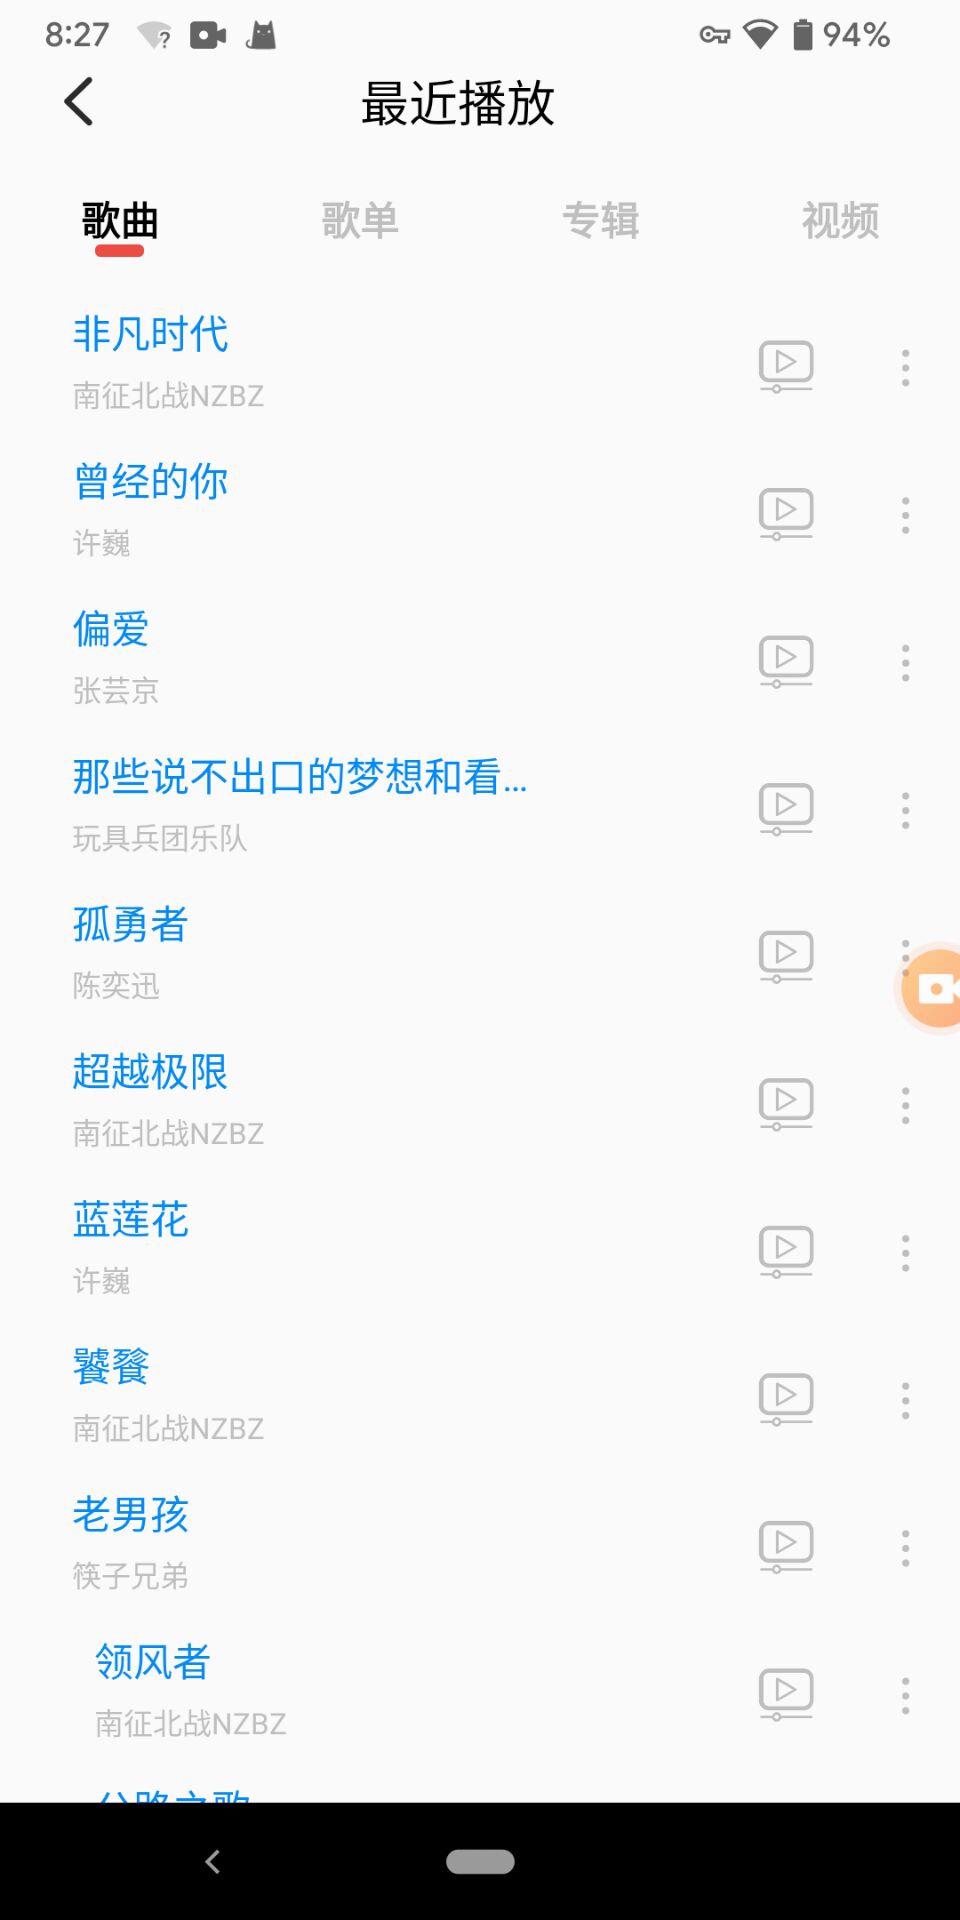 8:27
94%
最近播放
歌曲 歌单 专辑 视频
非凡时代
南征北战NZBZ
曾经的你
许巍
偏爱
张芸京
那些说不出口的梦想和看...
玩具兵团乐队
孤勇者
陈奕迅
超越极限
南征北战NZBZ
蓝莲花
许巍
饕餮
南征北战NZBZ
老男孩
筷子兄弟
领风者
南征北战NZBZ
公路之歌